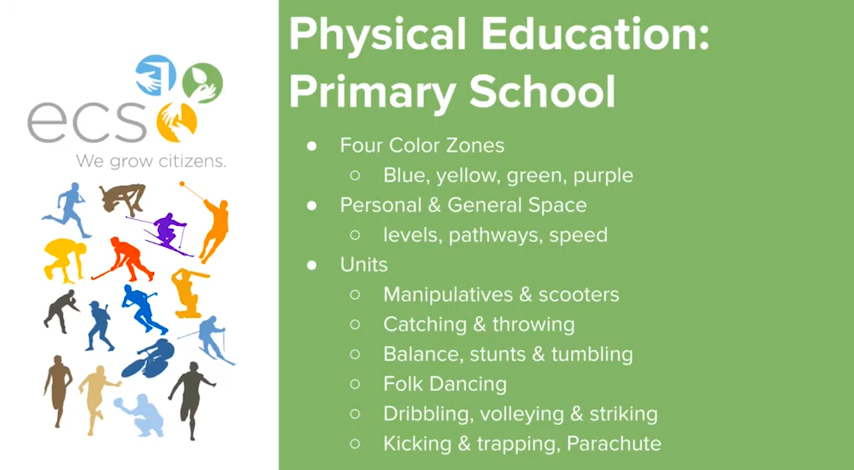 ecs
We grow citizens.
Physical Education:
Primary School
● Four Color Zones
○ Blue, yellow, green, purple
● Personal & General Space
○ levels, pathways, speed
● Units
○ Manipulatives & scooters
○ Catching & throwing
○ Balance, stunts & tumbling
○ Folk Dancing
○ Dribbling, volleying & striking
○ Kicking & trapping, Parachute